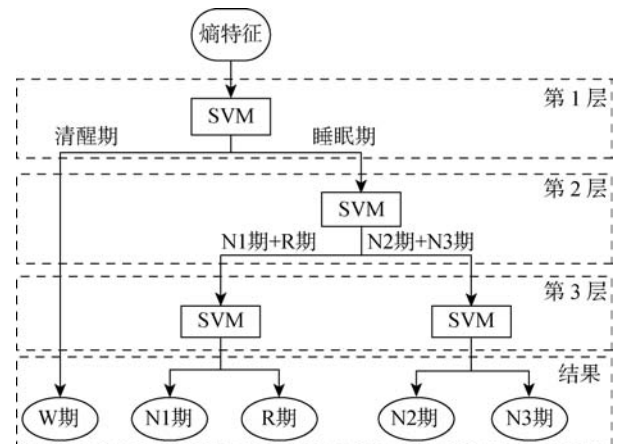 熵特征
第1层
SVM
清醒期
睡眠期
第2层
SVM
N1期+R期
N2期+N3期
第3层
SVM
SVM
结果
W期
N1期
R期
N2期
N3期